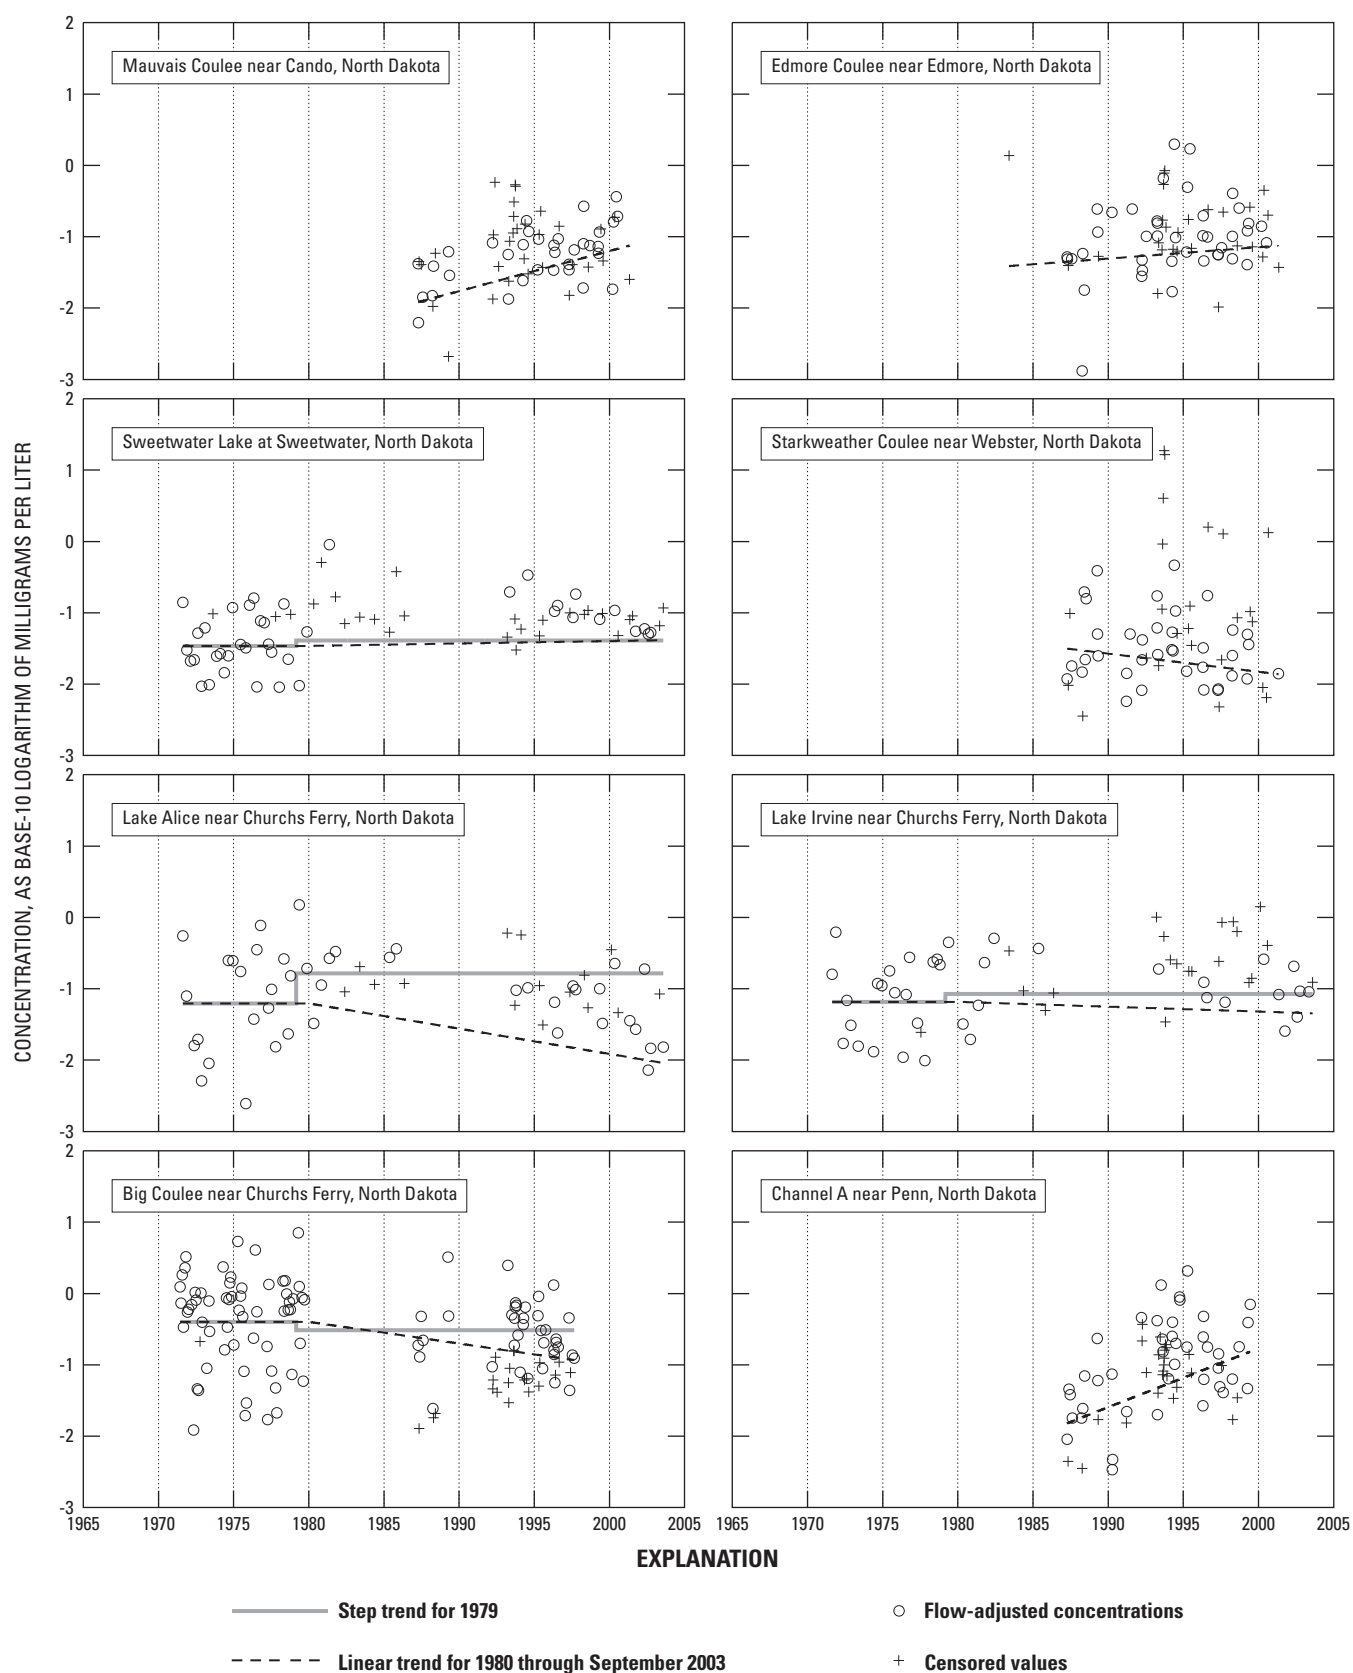 CONCENTRATION, AS BASE-10 LOGARITHM OF MILLIGRAMS PER LITER
2
1
0
-1
-2
-3
Mauvais Coulee near Cando, North Dakota
Edmore Coulee near Edmore, North Dakota
2
1
0
-1
-2
-3
Sweetwater Lake at Sweetwater, North Dakota
Starkweather Coulee near Webster, North Dakota
2
1
0
-1
-2
-3
Lake Alice near Churchs Ferry, North Dakota
Lake Irvine near Churchs Ferry, North Dakota
2
1
0
-1
-2
-3
Big Coulee near Churchs Ferry, North Dakota
Channel A near Penn, North Dakota
1965 1970 1975 1980 1985 1990 1995 2000 2005
1965 1970 1975 1980 1985 1990 1995 2000 2005
EXPLANATION
Step trend for 1979
Flow-adjusted concentrations
Linear trend for 1980 through September 2003
Censored values